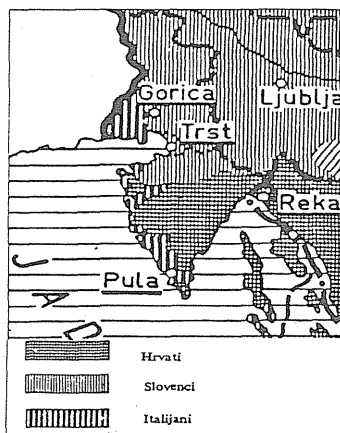 Gorica
Ljublja
Trst
Reka
Pula
J
A
D
Hrvati
Slovenci
Italijani